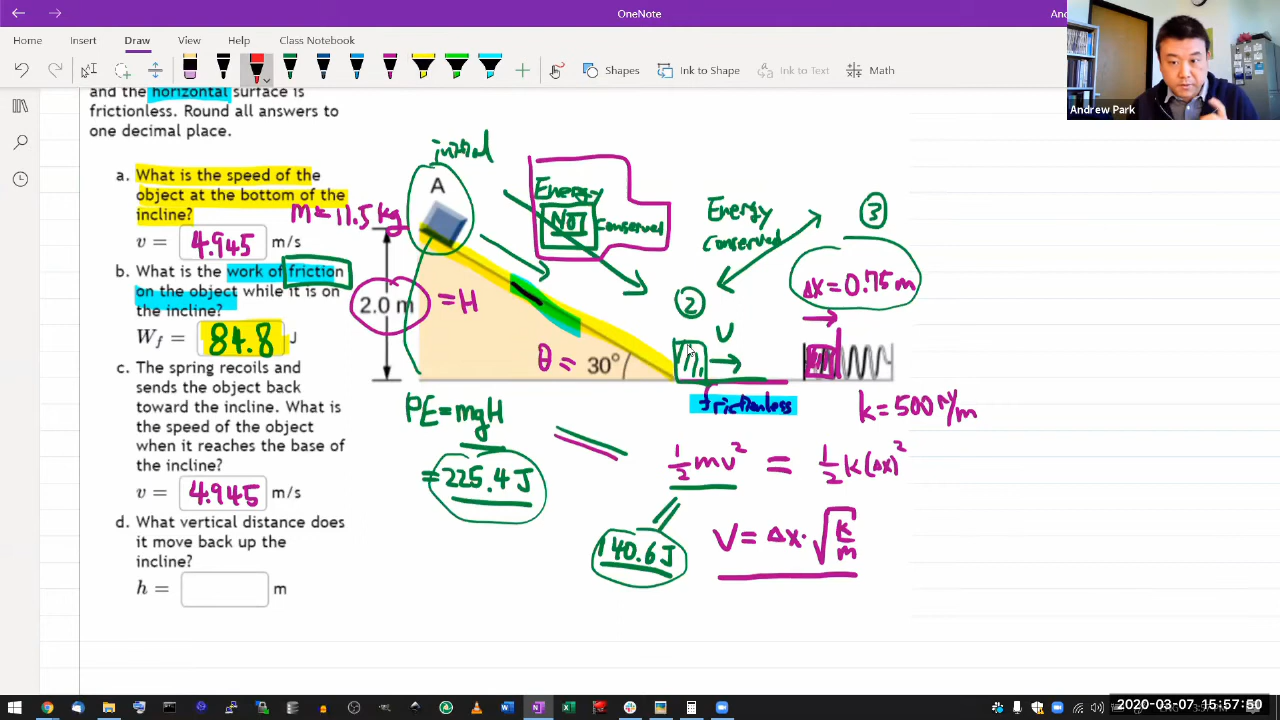 OneNote
An
Home
Insert
Draw
View
Help
Class Notebook
Shapes
Ink to Shape
Ink to Text
Math
Andrew Park
and the horizontal surface is
frictionless. Round all answers to
one decimal place.
a. What is the speed of the
object at the bottom of the
incline?
v = 4.945 m/s
b. What is the work of friction
on the object while it is on
the incline?
Wf = 84.8 J
c. The spring recoils and
sends the object back
toward the incline. What is
the speed of the object
when it reaches the base of
the incline?
v = 4.945 m/s
d. What vertical distance does
it move back up the
incline?
h = m
initial
A
M = 11.5 kg
2.0 m = H
θ = 30°
Energy
NOT
Conserved
Energy
Conserved
③
Δx = 0.75 m
②
V
frictionless
k = 500 N/m
PE = mgH
= 225.4 J
½mv² = ½k(Δx)²
140.6 J
V = Δx·√k/m
2020-03-07 15:57:50